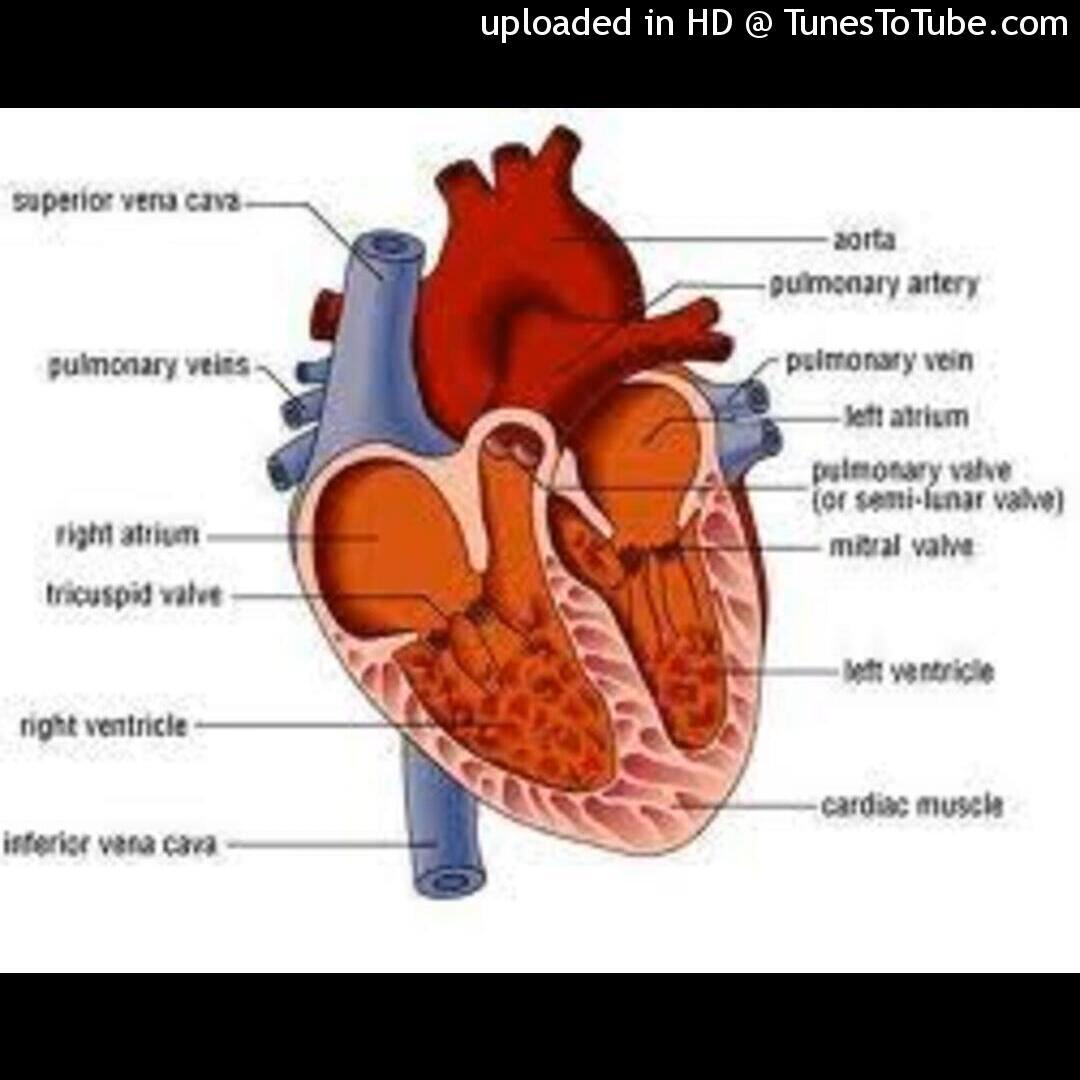 uploaded in HD @ TunesToTube.com
superior vena cava
aorta
pulmonary artery
pulmonary veins
pulmonary vein
left atrium
pulmonary valve
(or semi-lunar valve)
right atrium
mitral valve
tricuspid valve
left ventricle
right ventricle
cardiac muscle
inferior vena cava